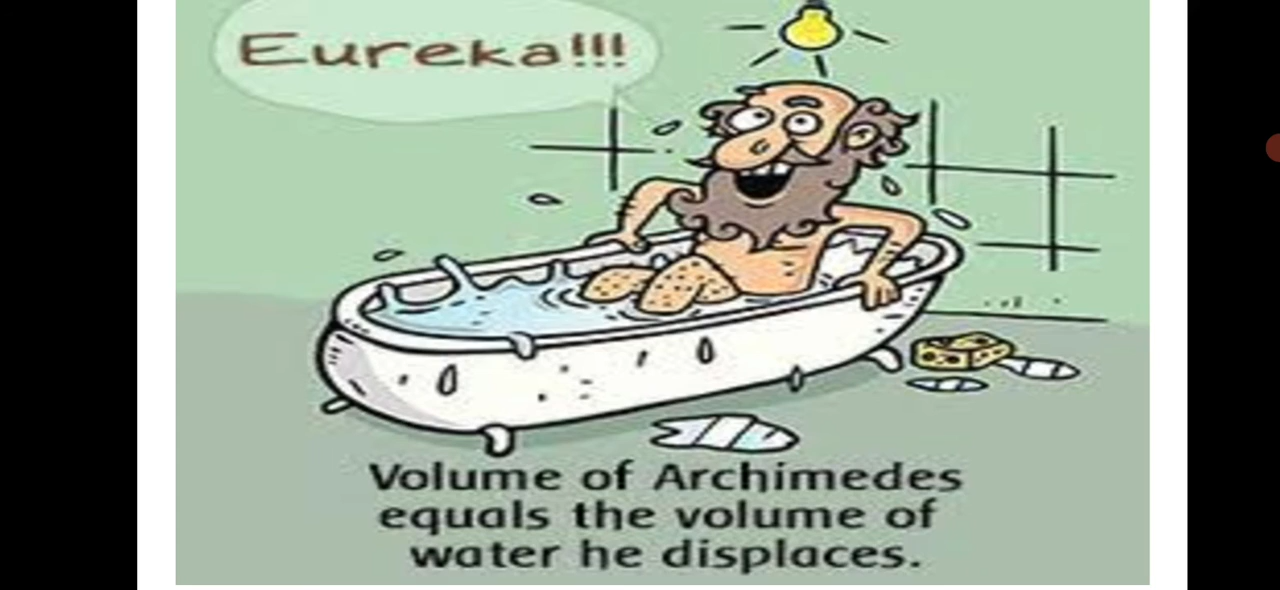 Eureka!!!
Volume of Archimedes
equals the volume of
water he displaces.